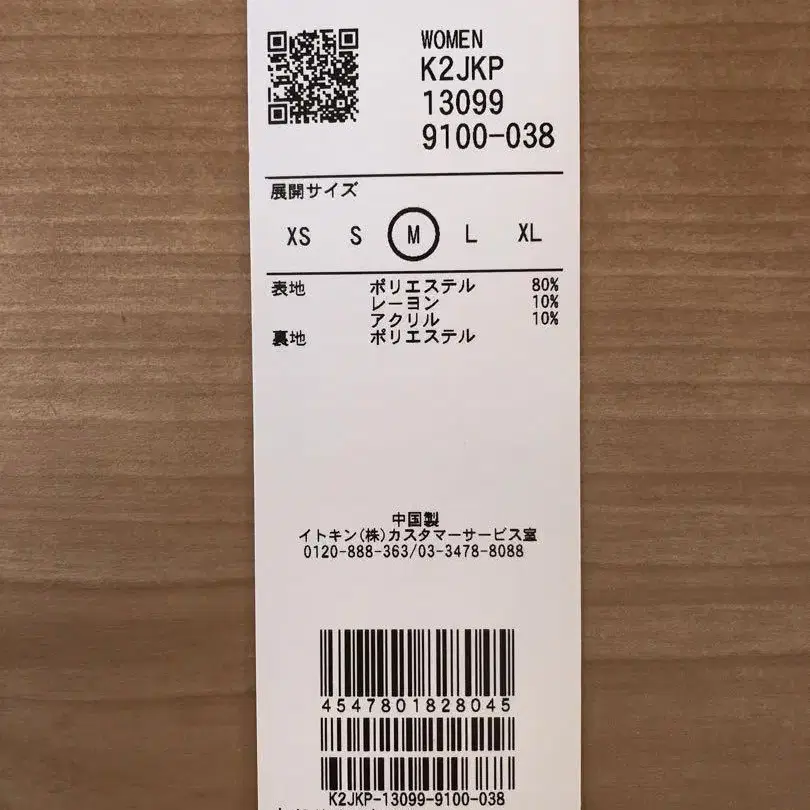 WOMEN
K2JKP
13099
9100-038
展開サイズ
XS S M L XL
表地 ポリエステル 80%
レーヨン 10%
アクリル 10%
裏地 ポリエステル
中国製
イトキン(株)カスタマーサービス室
0120-888-363/03-3478-8088
4547801828045
K2JKP-13099-9100-038